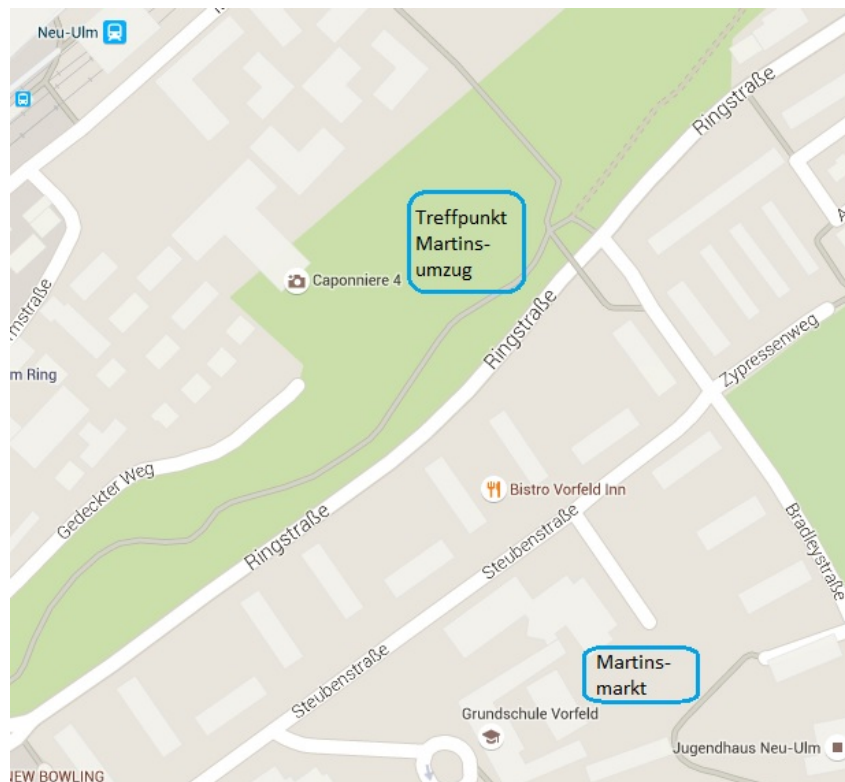 Neu-Ulm
Ringstraße
Treffpunkt
Martins-
umzug
Caponniere 4
Ringstraße
Zypressenweg
m Ring
Gedeckter Weg
Bistro Vorfeld Inn
Ringstraße
Steubenstraße
Bradleystraße
Martins-
markt
Steubenstraße
Grundschule Vorfeld
Jugendhaus Neu-Ulm
NEW BOWLING